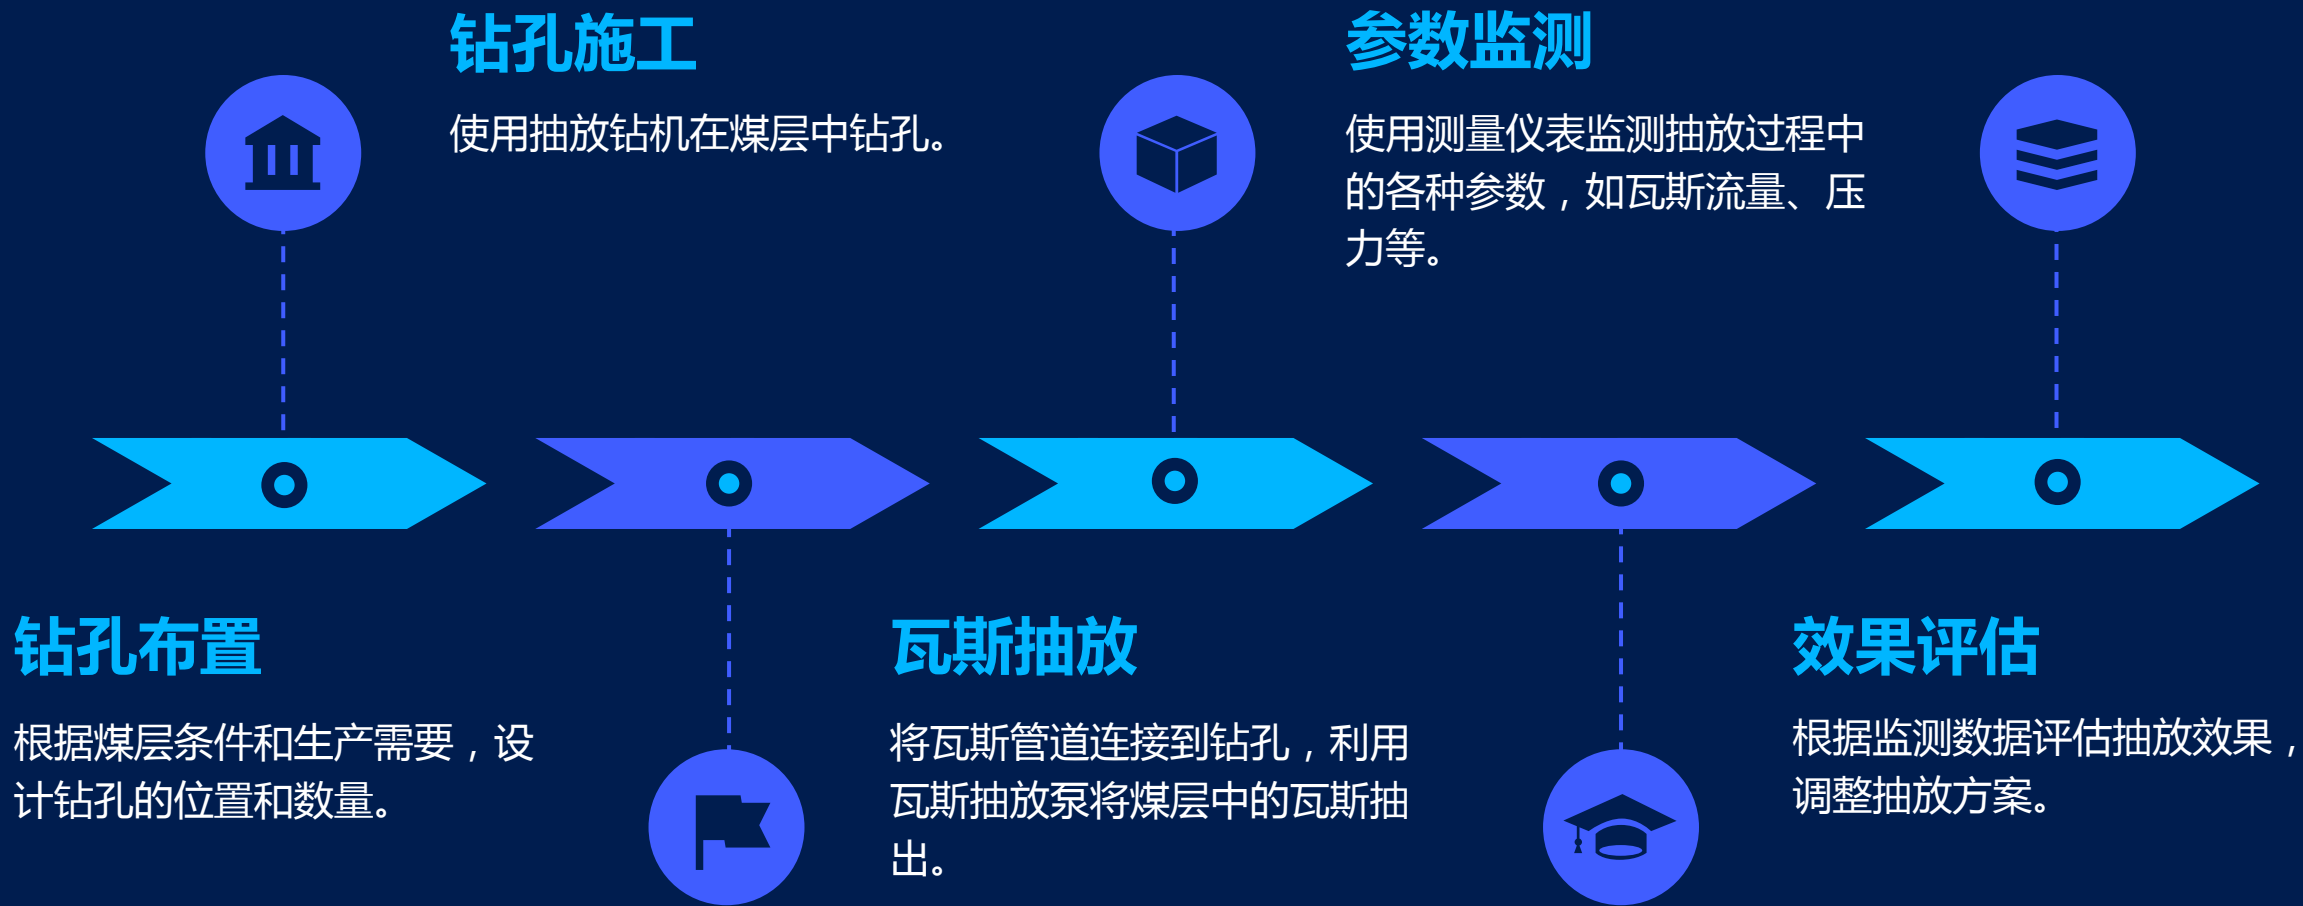 钻孔施工
使用抽放钻机在煤层中钻孔。
参数监测
使用测量仪表监测抽放过程中
的各种参数，如瓦斯流量、压
力等。
钻孔布置
根据煤层条件和生产需要，设
计钻孔的位置和数量。
瓦斯抽放
将瓦斯管道连接到钻孔，利用
瓦斯抽放泵将煤层中的瓦斯抽
出。
效果评估
根据监测数据评估抽放效果，
调整抽放方案。